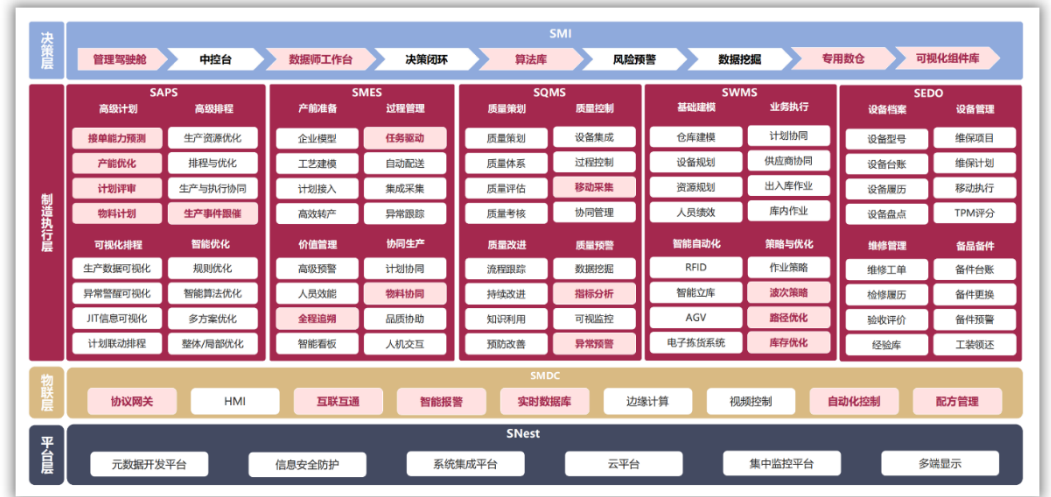 决策层
SMI
管理驾驶舱 中控台 数据师工作台 决策闭环 算法库 风险预警 数据挖掘 专用数仓 可视化组件库
制造执行层
SAPS
高级计划 高级排程
接单能力预测 生产资源优化
产能优化 排程与优化
计划评审 生产与执行协同
物料计划 生产事件跟催
可视化排程 智能优化
生产数据可视化 规则优化
异常警醒可视化 智能算法优化
JIT信息可视化 多方案优化
计划联动排程 整体/局部优化
SMES
产前准备 过程管理
企业模型 任务驱动
工艺建模 自动配送
计划接入 集成采集
高效转产 异常跟踪
价值管理 协同生产
高级预警 计划协同
人员效能 物料协同
全程追朔 品质协助
智能看板 人机交互
SQMS
质量策划 质量控制
质量策划 设备集成
质量体系 过程控制
质量评估 移动采集
质量考核 协同管理
质量改进 质量预警
流程跟踪 数据挖掘
持续改进 指标分析
知识利用 可视监控
预防改善 异常预警
SWMS
基础建模 业务执行
仓库建模 计划协同
设备规划 供应商协同
资源规划 出入库作业
人员绩效 库内作业
智能自动化 策略与优化
RFID 作业策略
智能立库 波次策略
AGV 路径优化
电子拣货系统 库存优化
SEDO
设备档案 设备管理
设备型号 维保项目
设备台账 维保计划
设备履历 移动执行
设备盘点 TPM评分
维修管理 备品备件
维修工单 备件台账
检修履历 备件更换
验收评价 备件预警
经验库 工装领还
物联层
SMDC
协议网关 HMI 互联互通 智能报警 实时数据库 边缘计算 视频控制 自动化控制 配方管理
平台层
SNest
元数据开发平台 信息安全防护 系统集成平台 云平台 集中监控平台 多端显示